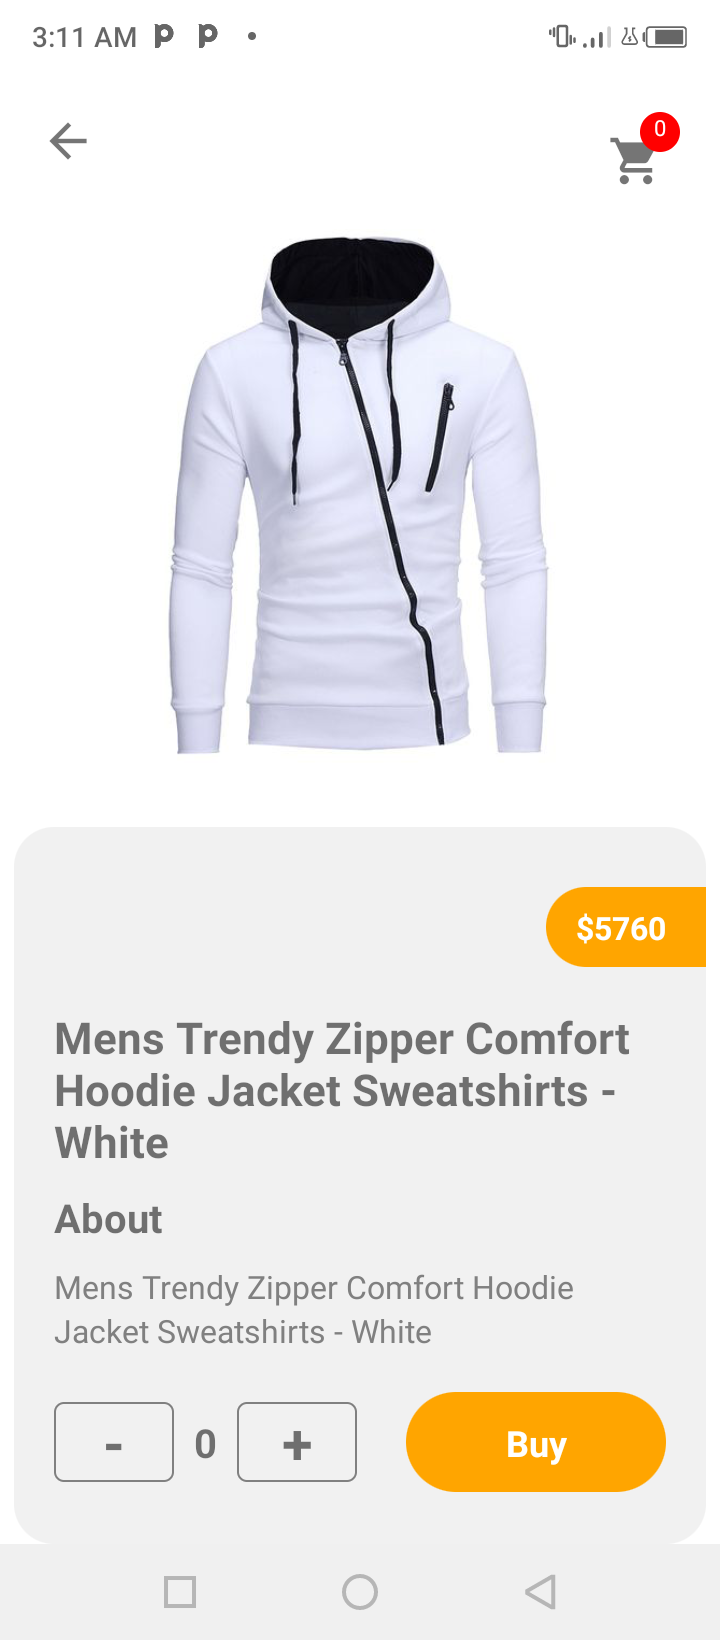 3:11 AM
0
$5760
Mens Trendy Zipper Comfort
Hoodie Jacket Sweatshirts -
White
About
Mens Trendy Zipper Comfort Hoodie
Jacket Sweatshirts - White
- 0 + Buy